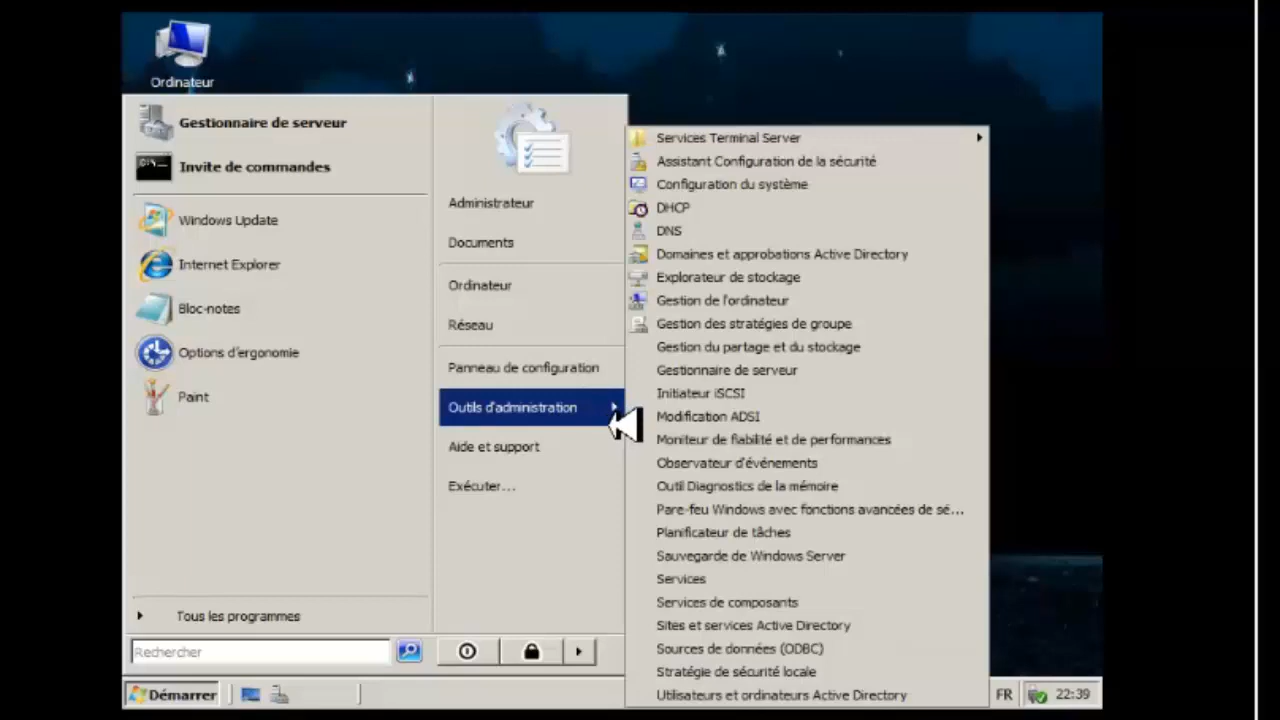 Ordinateur
Gestionnaire de serveur
Invite de commandes
Windows Update
Internet Explorer
Bloc-notes
Options d'ergonomie
Paint
Tous les programmes
Rechercher
Administrateur
Documents
Ordinateur
Réseau
Panneau de configuration
Outils d'administration
Aide et support
Exécuter...
Services Terminal Server
Assistant Configuration de la sécurité
Configuration du système
DHCP
DNS
Domaines et approbations Active Directory
Explorateur de stockage
Gestion de l'ordinateur
Gestion des stratégies de groupe
Gestion du partage et du stockage
Gestionnaire de serveur
Initiateur iSCSI
Modification ADSI
Moniteur de fiabilité et de performances
Observateur d'événements
Outil Diagnostics de la mémoire
Pare-feu Windows avec fonctions avancées de sé...
Planificateur de tâches
Sauvegarde de Windows Server
Services
Services de composants
Sites et services Active Directory
Sources de données (ODBC)
Stratégie de sécurité locale
Utilisateurs et ordinateurs Active Directory
Démarrer
FR
22:39